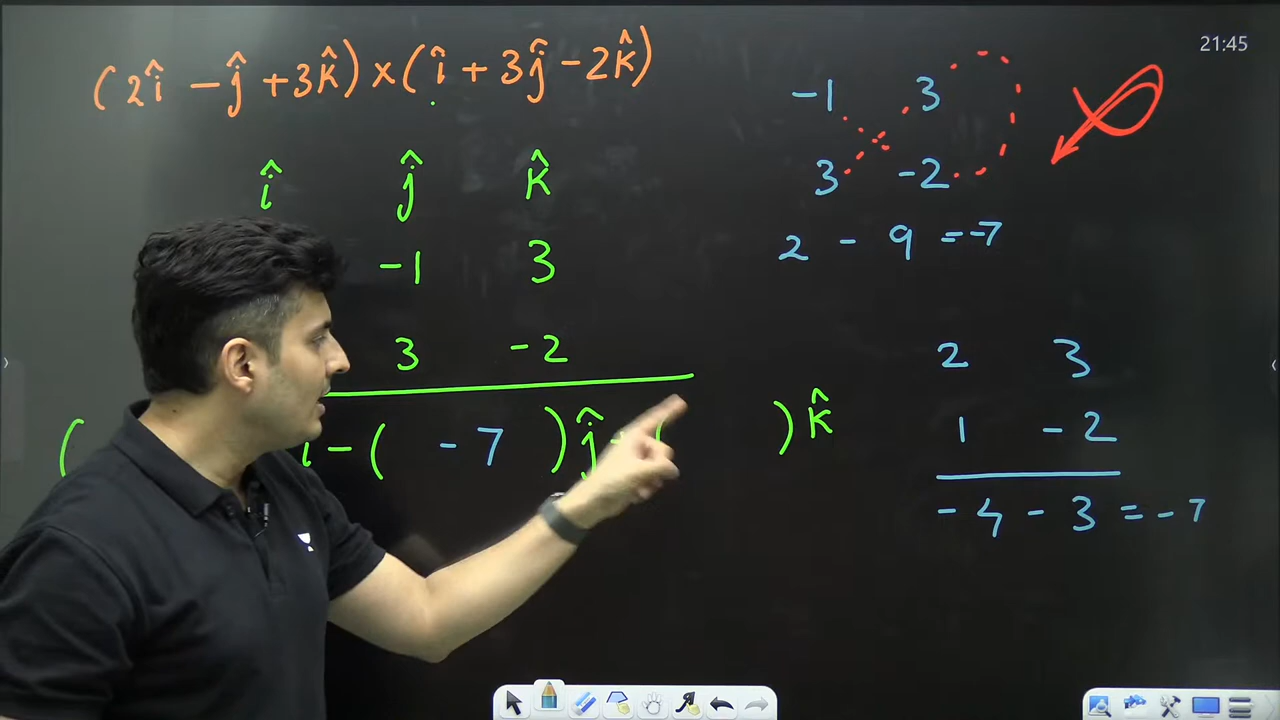 (2î - ĵ + 3k̂) × (î + 3ĵ - 2k̂)
21:45
-1 3
3 -2
2 - 9 = -7
î ĵ k̂
-1 3
3 -2
2 3
1 -2
-4 - 3 = -7
( i - ( -7 ) ĵ + ( ) k̂